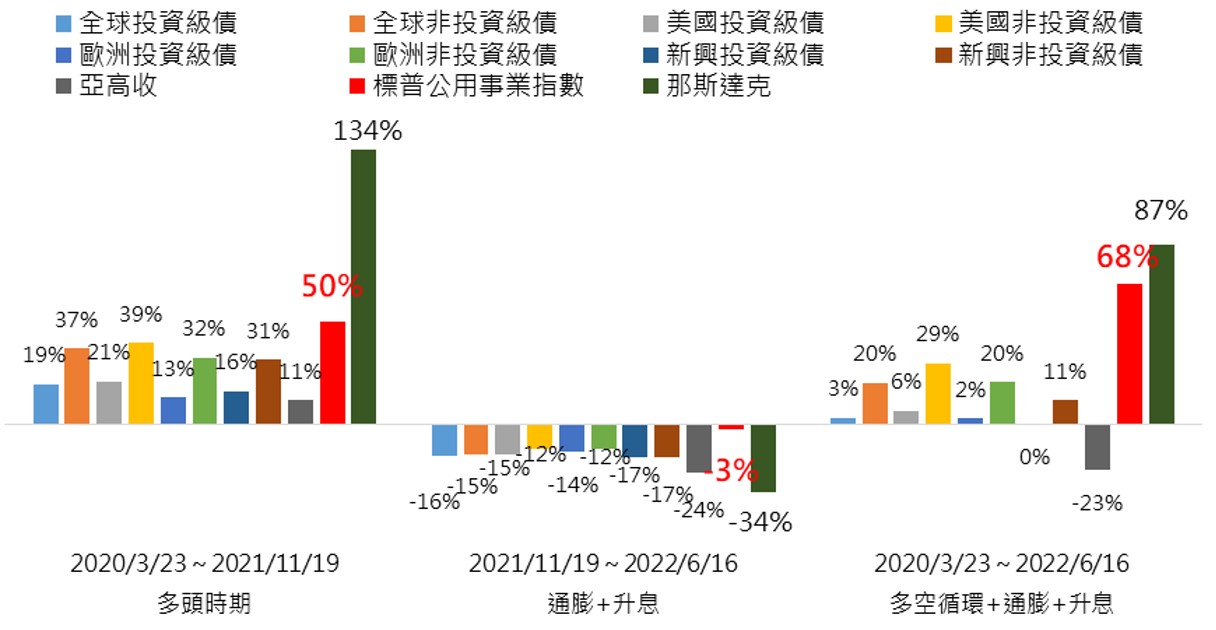 全球投資級債 全球非投資級債 美國投資級債 美國非投資級債
歐洲投資級債 歐洲非投資級債 新興投資級債 新興非投資級債
亞高收 標普公用事業指數 那斯達克
19% 37% 21% 39% 13% 32% 16% 31% 11% 50% 134%
-16% -15% -15% -12% -14% -12% -17% -17% -24% -3% -34%
3% 20% 6% 29% 2% 20% 0% 11% -23% 68% 87%
2020/3/23 ~ 2021/11/19 2021/11/19 ~ 2022/6/16 2020/3/23 ~ 2022/6/16
多頭時期 通膨+升息 多空循環+通膨+升息